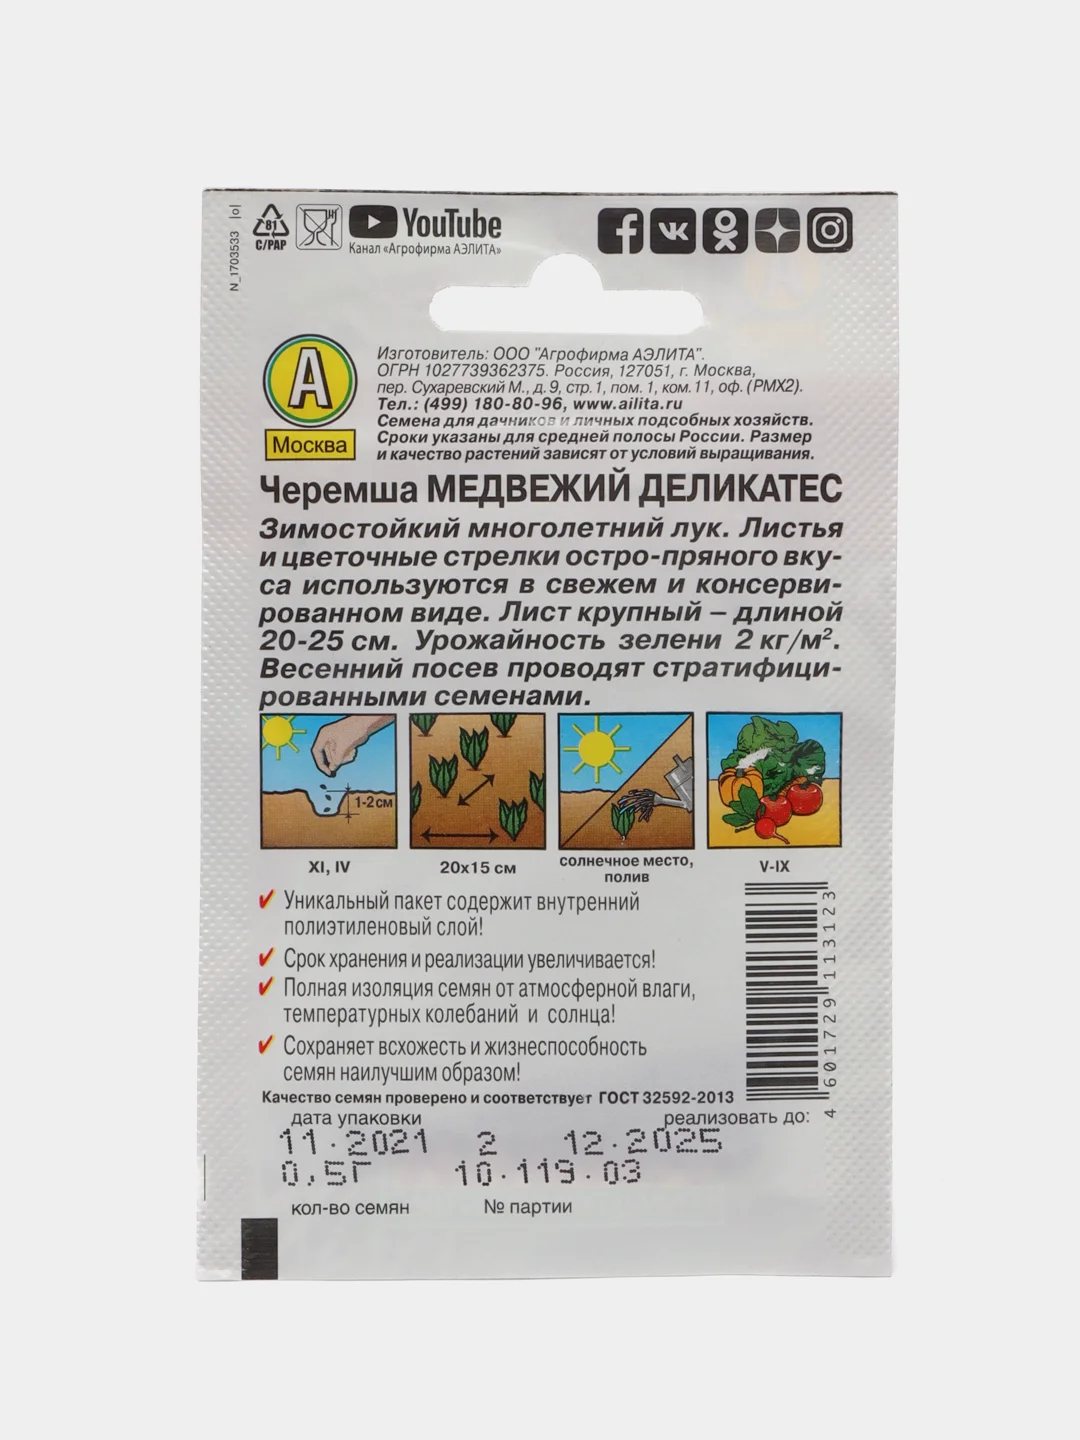 N_1703533 |o|
81
C/PAP
YouTube
Канал «Агрофирма АЭЛИТА»
А
Москва
Изготовитель: ООО "Агрофирма АЭЛИТА".
ОГРН 1027739362375. Россия, 127051, г. Москва,
пер. Сухаревский М., д. 9, стр. 1, пом. 1, ком. 11, оф. (РМХ2).
Тел.: (499) 180-80-96, www.ailita.ru
Семена для дачников и личных подсобных хозяйств.
Сроки указаны для средней полосы России. Размер
и качество растений зависят от условий выращивания.
Черемша МЕДВЕЖИЙ ДЕЛИКАТЕС
Зимостойкий многолетний лук. Листья
и цветочные стрелки остро-пряного вку-
са используются в свежем и консерви-
рованном виде. Лист крупный – длиной
20-25 см. Урожайность зелени 2 кг/м².
Весенний посев проводят стратифици-
рованными семенами.
1-2 см
XI, IV
20х15 см
солнечное место,
полив
V-IX
✓ Уникальный пакет содержит внутренний
полиэтиленовый слой!
✓ Срок хранения и реализации увеличивается!
✓ Полная изоляция семян от атмосферной влаги,
температурных колебаний и солнца!
✓ Сохраняет всхожесть и жизнеспособность
семян наилучшим образом!
4 601729 113123
Качество семян проверено и соответствует ГОСТ 32592-2013
дата упаковки реализовать до:
11.2021 2 12.2025
0,5Г 10.119.03
кол-во семян № партии